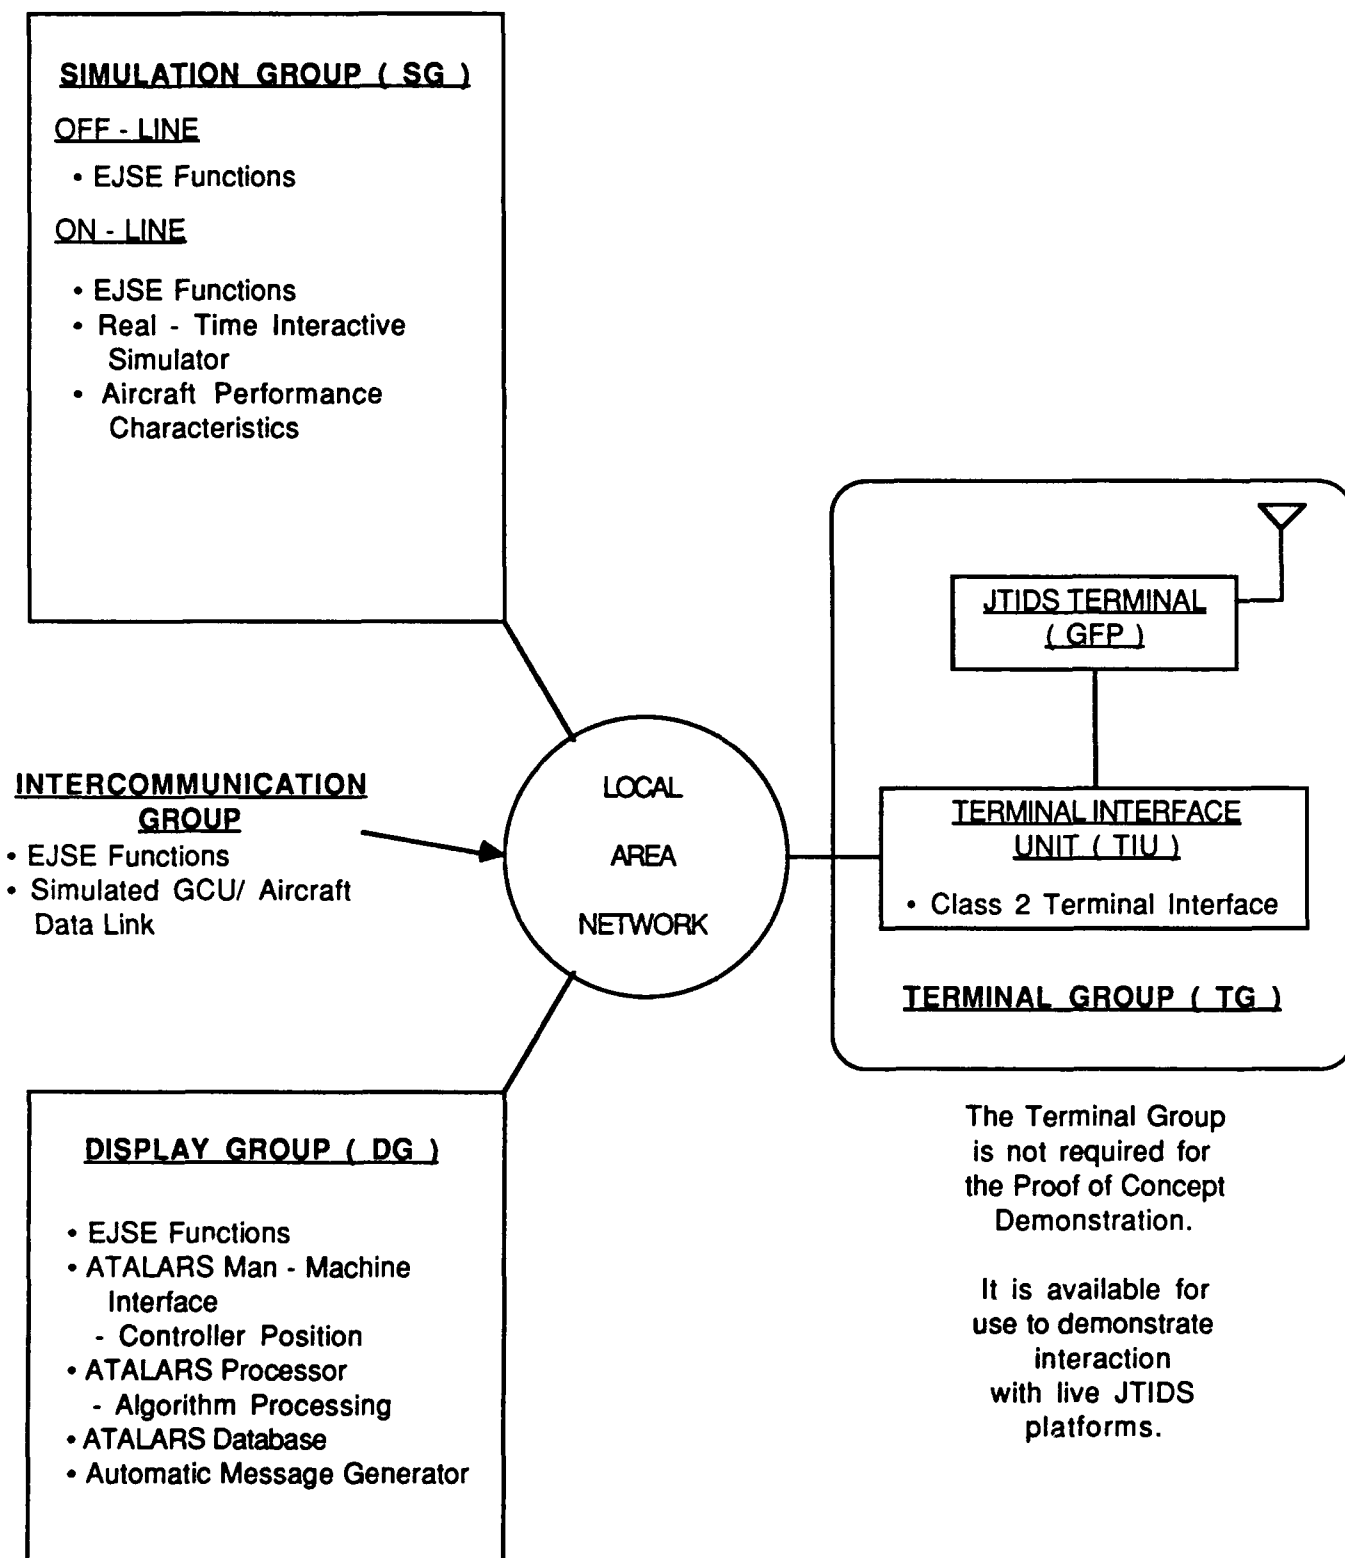 SIMULATION GROUP ( SG )
OFF - LINE
• EJSE Functions
ON - LINE
• EJSE Functions
• Real - Time Interactive
Simulator
• Aircraft Performance
Characteristics
INTERCOMMUNICATION
GROUP
• EJSE Functions
• Simulated GCU/ Aircraft
Data Link
LOCAL
AREA
NETWORK
JTIDS TERMINAL
( GFP )
TERMINAL INTERFACE
UNIT ( TIU )
• Class 2 Terminal Interface
TERMINAL GROUP ( TG )
The Terminal Group
is not required for
the Proof of Concept
Demonstration.
It is available for
use to demonstrate
interaction
with live JTIDS
platforms.
DISPLAY GROUP ( DG )
• EJSE Functions
• ATALARS Man - Machine
Interface
- Controller Position
• ATALARS Processor
- Algorithm Processing
• ATALARS Database
• Automatic Message Generator